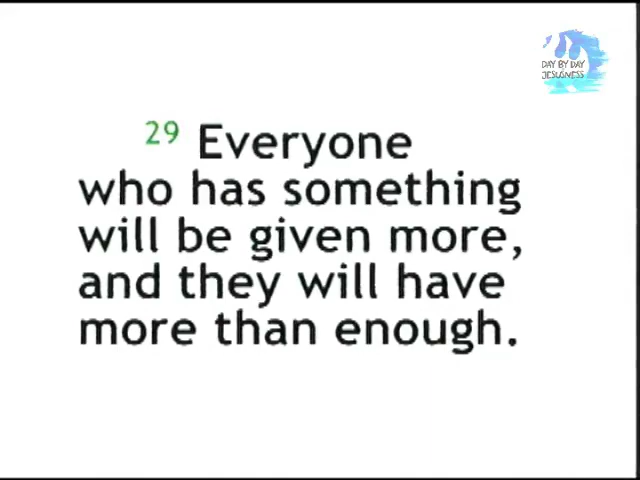 DAY BY DAY
JESUSNESS
29 Everyone
who has something
will be given more,
and they will have
more than enough.